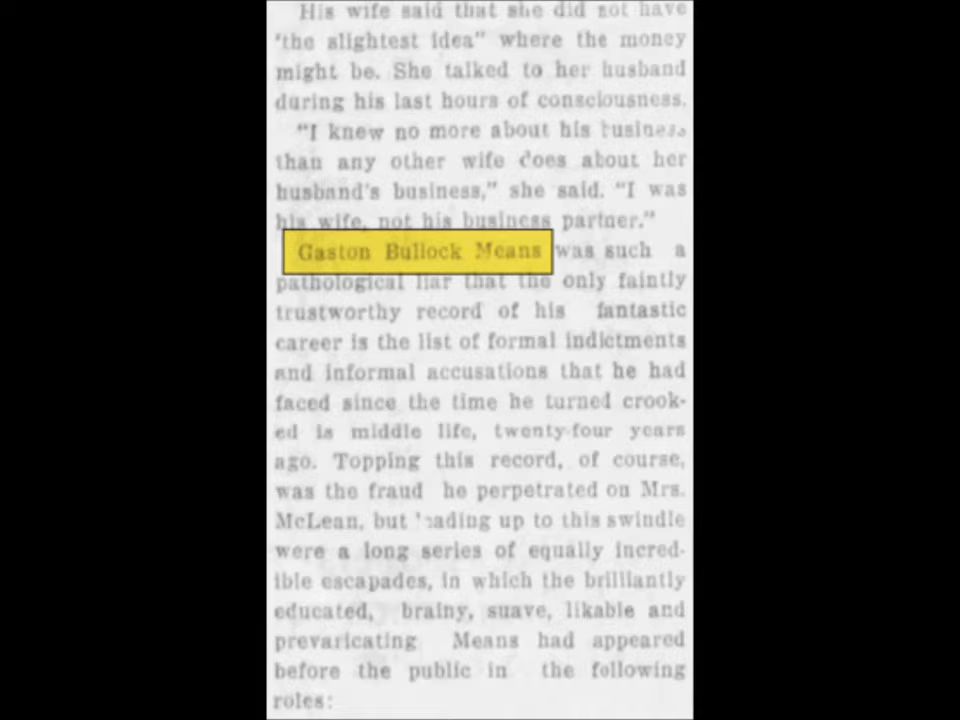 His wife said that she did not have
'the slightest idea" where the money
might be. She talked to her husband
during his last hours of consciousness.
"I knew no more about his business
than any other wife does about her
husband's business," she said. "I was
his wife, not his business partner."
Gaston Bullock Means was such a
pathological liar that the only faintly
trustworthy record of his fantastic
career is the list of formal indictments
and informal accusations that he had
faced since the time he turned crook-
ed is middle life, twenty-four years
ago. Topping this record, of course,
was the fraud he perpetrated on Mrs.
McLean, but leading up to this swindle
were a long series of equally incred-
ible escapades, in which the brilliantly
educated, brainy, suave, likable and
prevaricating Means had appeared
before the public in the following
roles: